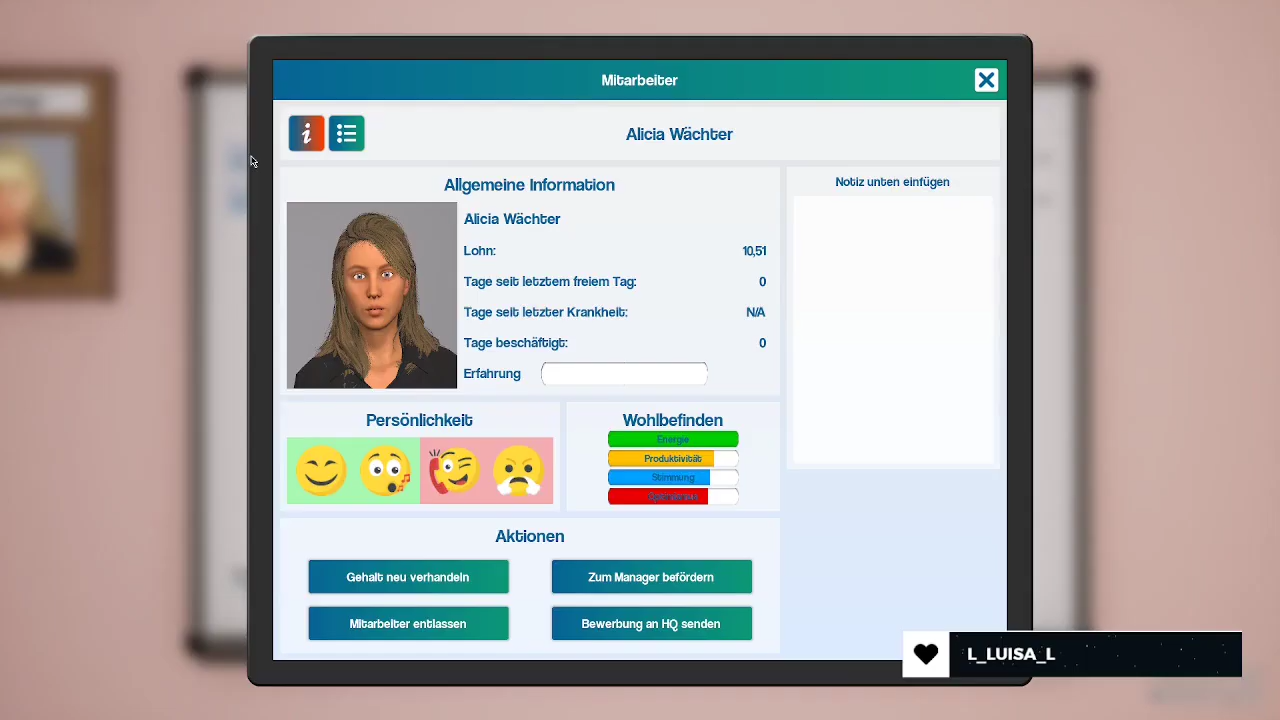 Mitarbeiter
i
Alicia Wächter
Allgemeine Information
Alicia Wächter
Lohn: 10,51
Tage seit letztem freiem Tag: 0
Tage seit letzter Krankheit: N/A
Tage beschäftigt: 0
Erfahrung
Notiz unten einfügen
Persönlichkeit
Wohlbefinden
Energie
Produktivität
Stimmung
Aktionen
Gehalt neu verhandeln
Zum Manager befördern
Mitarbeiter entlassen
Bewerbung an HQ senden
L_LUISA_L